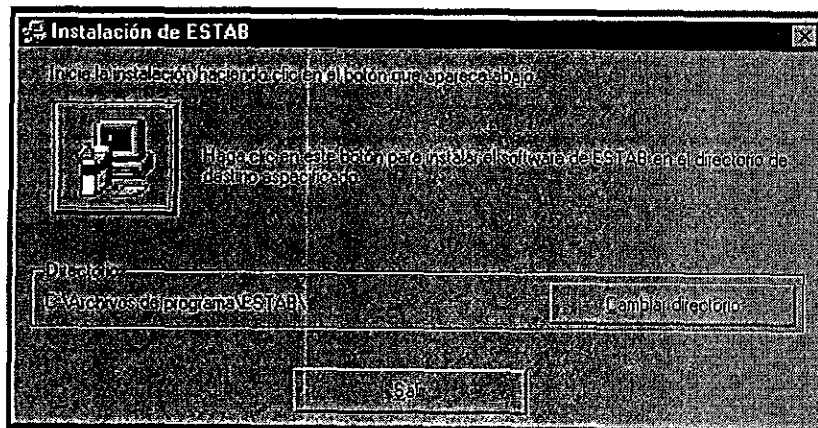 Instalación de ESTAB
Inicie la instalación haciendo clic en el botón que aparece abajo.
Haga clic en este botón para instalar el software de ESTAB en el directorio de
destino especificado.
Directorio:
C:\Archivos de programa\ESTAB\
Cambiar directorio
Salir